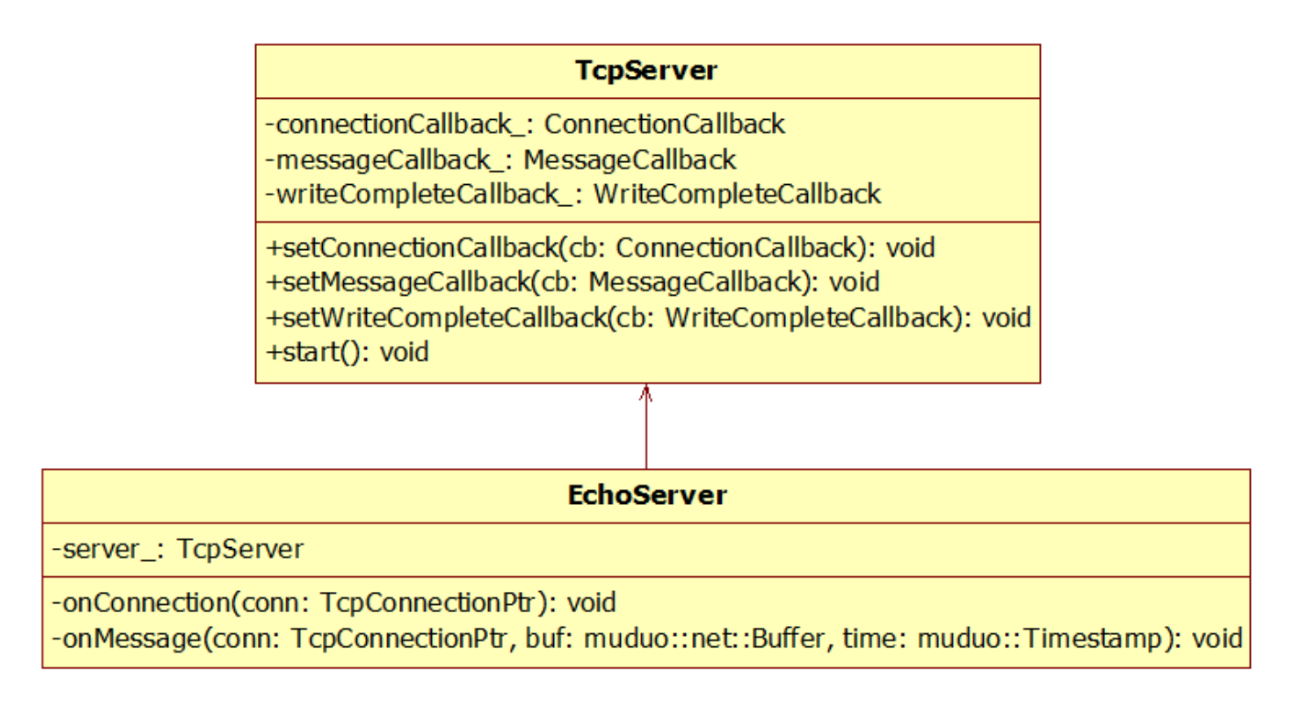 TcpServer
-connectionCallback_: ConnectionCallback
-messageCallback_: MessageCallback
-writeCompleteCallback_: WriteCompleteCallback
+setConnectionCallback(cb: ConnectionCallback): void
+setMessageCallback(cb: MessageCallback): void
+setWriteCompleteCallback(cb: WriteCompleteCallback): void
+start(): void
EchoServer
-server_: TcpServer
-onConnection(conn: TcpConnectionPtr): void
-onMessage(conn: TcpConnectionPtr, buf: muduo::net::Buffer, time: muduo::Timestamp): void